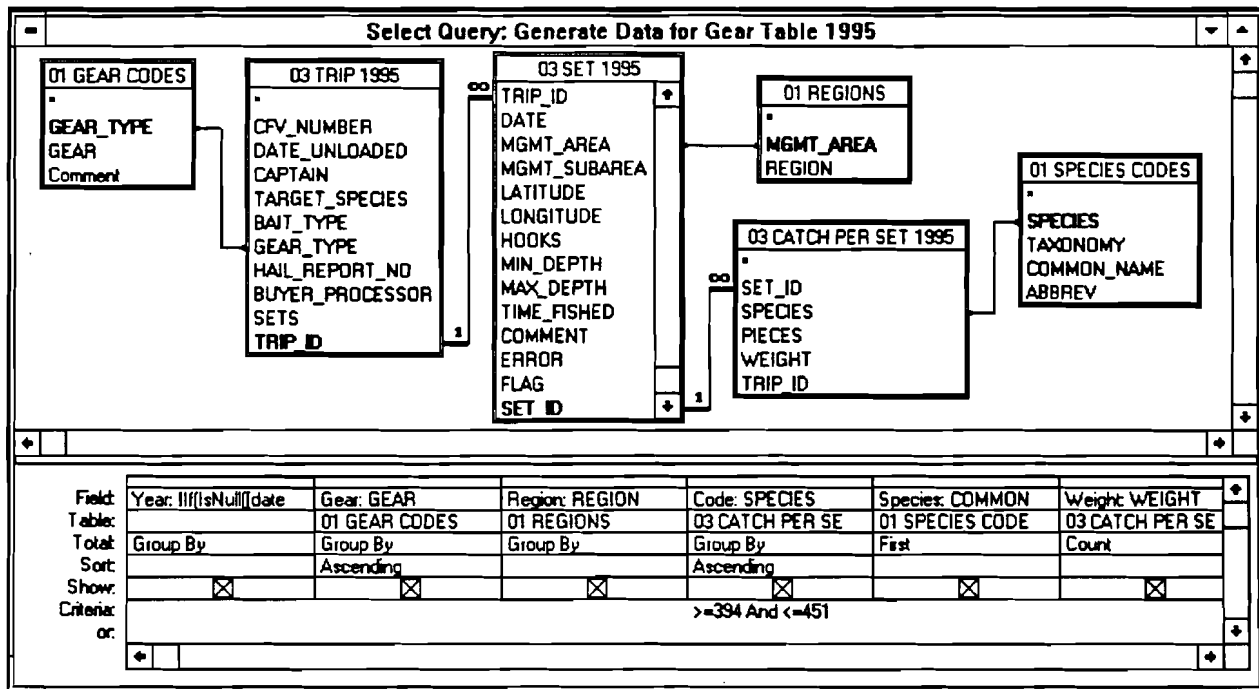 Select Query: Generate Data for Gear Table 1995
01 GEAR CODES
*
GEAR_TYPE
GEAR
Comment
03 TRIP 1995
*
CFV_NUMBER
DATE_UNLOADED
CAPTAIN
TARGET_SPECIES
BAIT_TYPE
GEAR_TYPE
HAIL_REPORT_NO
BUYER_PROCESSOR
SETS
TRIP_ID
1
∞
03 SET 1995
TRIP_ID
DATE
MGMT_AREA
MGMT_SUBAREA
LATITUDE
LONGITUDE
HOOKS
MIN_DEPTH
MAX_DEPTH
TIME_FISHED
COMMENT
ERROR
FLAG
SET_ID
1
∞
01 REGIONS
*
MGMT_AREA
REGION
03 CATCH PER SET 1995
*
SET_ID
SPECIES
PIECES
WEIGHT
TRIP_ID
01 SPECIES CODES
*
SPECIES
TAXONOMY
COMMON_NAME
ABBREV
Field: Year: IIf(IsNull([date Gear: GEAR Region: REGION Code: SPECIES Species: COMMON Weight: WEIGHT
Table: 01 GEAR CODES 01 REGIONS 03 CATCH PER SE 01 SPECIES CODE 03 CATCH PER SE
Total: Group By Group By Group By Group By First Count
Sort: Ascending Ascending
Show:
Criteria: >=394 And <=451
or: